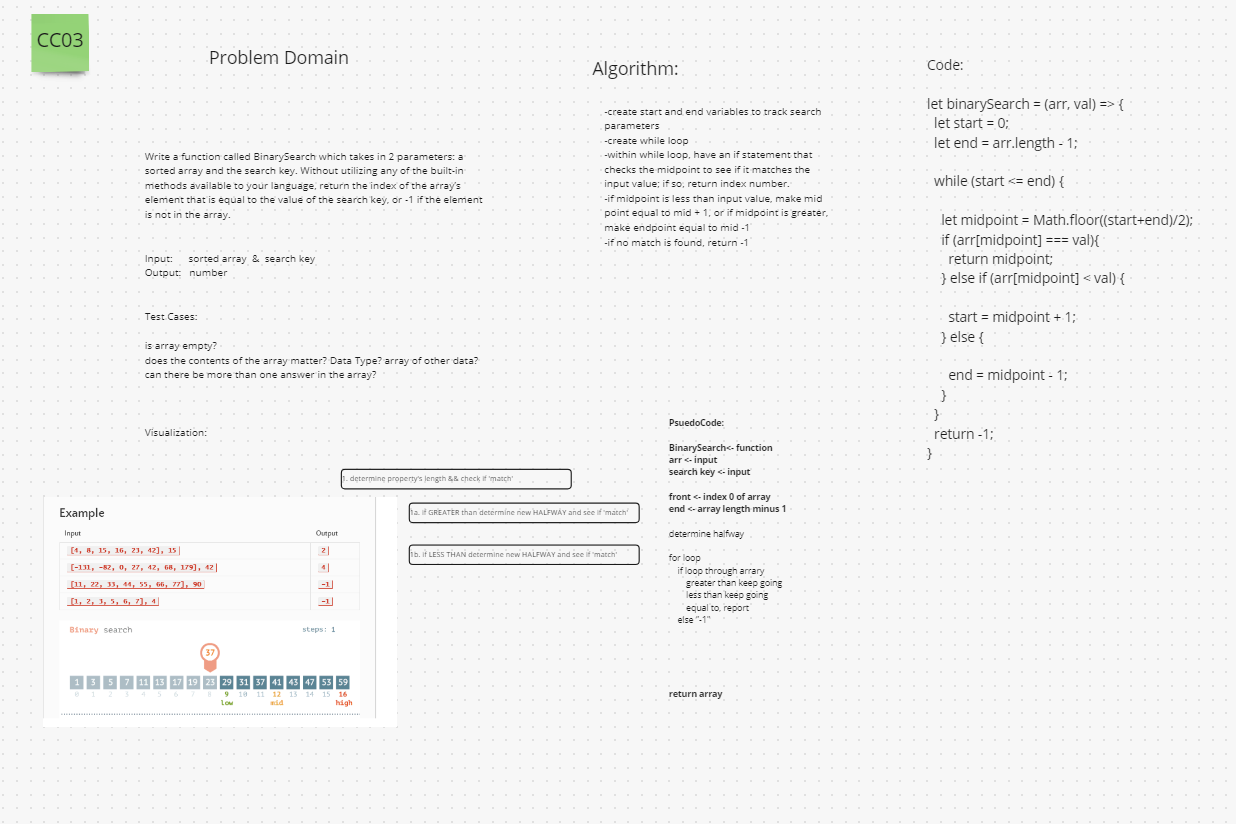 CC03
Problem Domain
Write a function called BinarySearch which takes in 2 parameters: a
sorted array and the search key. Without utilizing any of the built-in
methods available to your language, return the index of the array's
element that is equal to the value of the search key, or -1 if the element
is not in the array.
Input: sorted array & search key
Output: number
Test Cases:
is array empty?
does the contents of the array matter? Data Type? array of other data?
can there be more than one answer in the array?
Visualization:
1. determine property's length && check if 'match'
1a. if GREATER than determine new HALFWAY and see if 'match'
1b. if LESS THAN determine new HALFWAY and see if 'match'
Example
Input Output
[4, 8, 15, 16, 23, 42], 15 2
[-131, -82, 0, 27, 42, 68, 179], 42 4
[11, 22, 33, 44, 55, 66, 77], 90 -1
[1, 2, 3, 5, 6, 7], 4 -1
Binary search steps: 1
37
1 3 5 7 11 13 17 19 23 29 31 37 41 43 47 53 59
0 1 2 3 4 5 6 7 8 9 10 11 12 13 14 15 16
low mid high
Algorithm:
-create start and end variables to track search
parameters
-create while loop
-within while loop, have an if statement that
checks the midpoint to see if it matches the
input value; if so, return index number.
-if midpoint is less than input value, make mid
point equal to mid + 1, or if midpoint is greater,
make endpoint equal to mid -1
-if no match is found, return -1
PsuedoCode:
BinarySearch<- function
arr <- input
search key <- input
front <- index 0 of array
end <- array length minus 1
determine halfway
for loop
if loop through arrary
greater than keep going
less than keep going
equal to, report
else "-1"
return array
Code:
let binarySearch = (arr, val) => {
let start = 0;
let end = arr.length - 1;
while (start <= end) {
let midpoint = Math.floor((start+end)/2);
if (arr[midpoint] === val){
return midpoint;
} else if (arr[midpoint] < val) {
start = midpoint + 1;
} else {
end = midpoint - 1;
}
}
return -1;
}